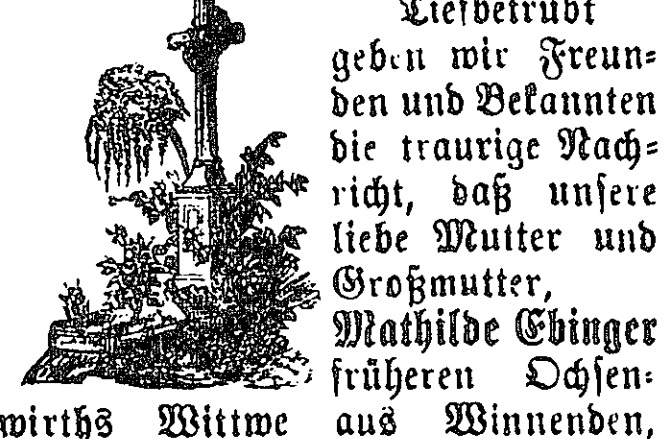 Tiefbetrübt
geben wir Freun-
den und Bekannten
die traurige Nach-
richt, daß unsere
liebe Mutter und
Großmutter,
Mathilde Ebinger
früheren Ochsen-
wirths Wittwe aus Winnenden,